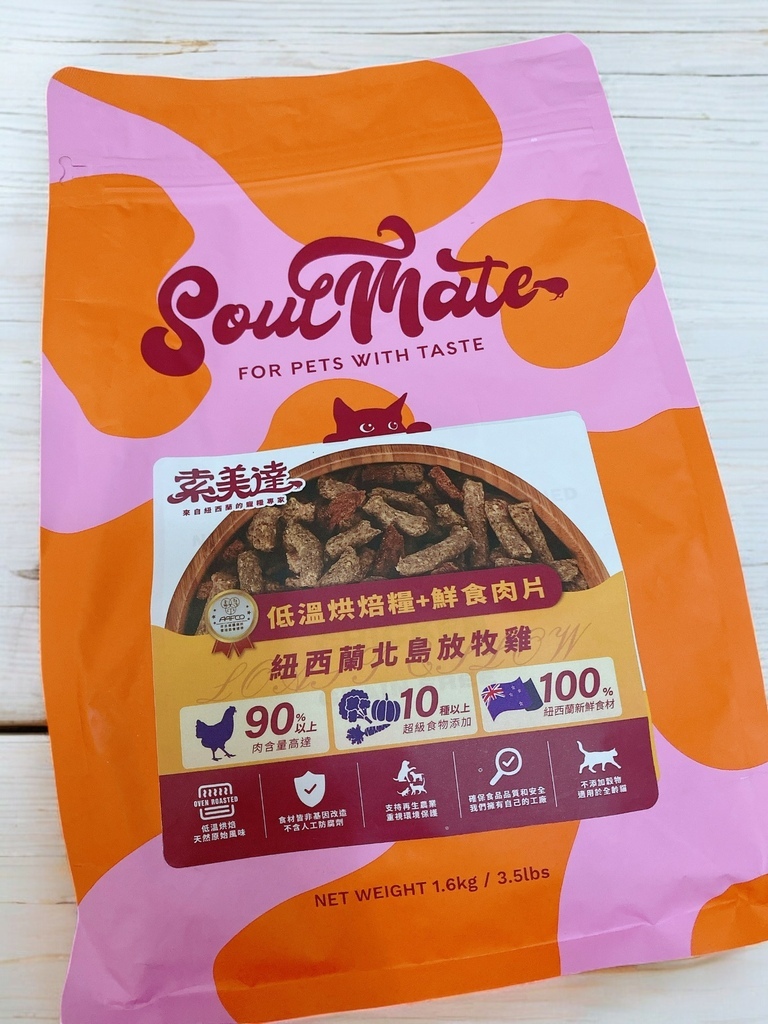 Soul Mate
FOR PETS WITH TASTE
索美達
來自紐西蘭的寵糧專家
AAFCO
低溫烘焙糧+鮮食肉片
紐西蘭北島放牧雞
90%以上
肉含量高達
10種以上
超級食物添加
100%
紐西蘭新鮮食材
OVEN ROASTED
低溫烘焙
天然原始風味
食材皆非基因改造
不含人工防腐劑
支持再生農業
重視環境保護
確保食品品質和安全
我們擁有自己的工廠
不添加穀物
適用於全齡貓
NET WEIGHT 1.6kg / 3.5lbs